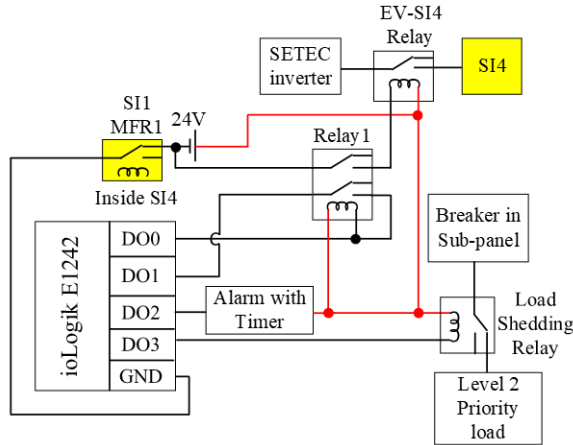 EV-SI4
Relay
SETEC
inverter
SI4
SI1
MFR1
24V
Relay 1
Inside SI4
ioLogik E1242
DO0
DO1
DO2
DO3
GND
Alarm with
Timer
Breaker in
Sub-panel
Load
Shedding
Relay
Level 2
Priority
load